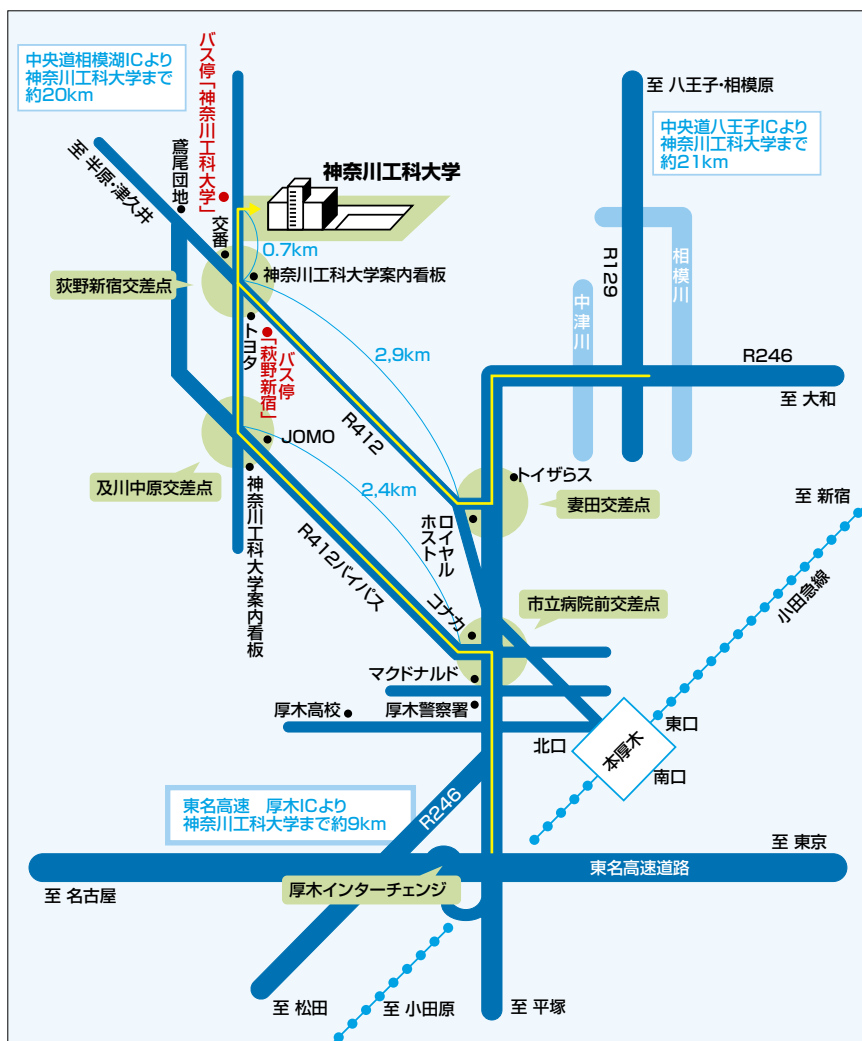 中央道相模湖ICより
神奈川工科大学まで
約20km
バス停「神奈川工科大学」
至 八王子・相模原
中央道八王子ICより
神奈川工科大学まで
約21km
至 半原・津久井
鳶尾団地
神奈川工科大学
交番
0.7km
神奈川工科大学案内看板
荻野新宿交差点
R129
相模川
中津川
トヨタ
バス停
「萩野新宿」
2,9km
R246
至 大和
R412
JOMO
及川中原交差点
神奈川工科大学案内看板
2,4km
トイザらス
妻田交差点
至 新宿
ロイヤル
ホスト
R412バイパス
コナカ
市立病院前交差点
小田急線
マクドナルド
厚木高校
厚木警察署
北口
東口
本厚木
南口
東名高速 厚木ICより
神奈川工科大学まで約9km
R246
至 東京
東名高速道路
至 名古屋
厚木インターチェンジ
至 松田
至 小田原
至 平塚